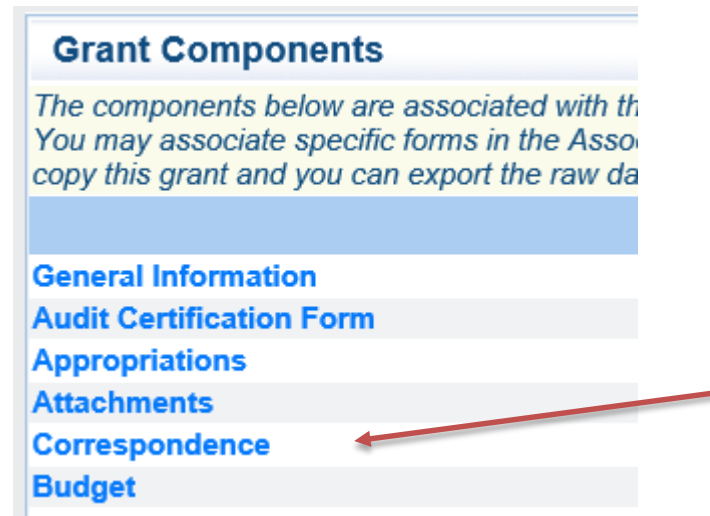 Grant Components
The components below are associated with th
You may associate specific forms in the Asso
copy this grant and you can export the raw da
General Information
Audit Certification Form
Appropriations
Attachments
Correspondence
Budget